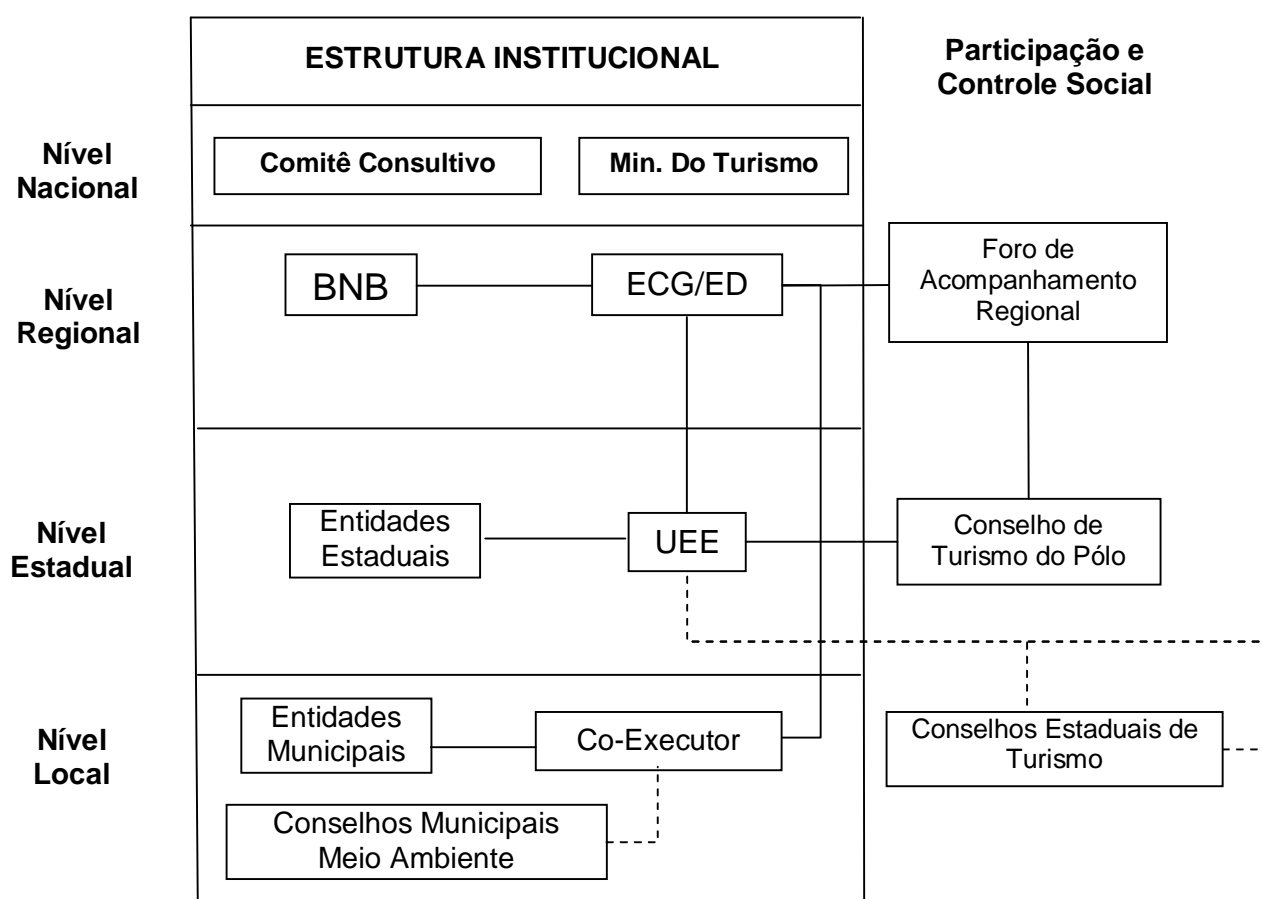 ESTRUTURA INSTITUCIONAL
Participação e
Controle Social
Nível
Nacional
Comitê Consultivo
Min. Do Turismo
Nível
Regional
BNB
ECG/ED
Foro de
Acompanhamento
Regional
Nível
Estadual
Entidades
Estaduais
UEE
Conselho de
Turismo do Pólo
Nível
Local
Entidades
Municipais
Co-Executor
Conselhos Estaduais de
Turismo
Conselhos Municipais
Meio Ambiente